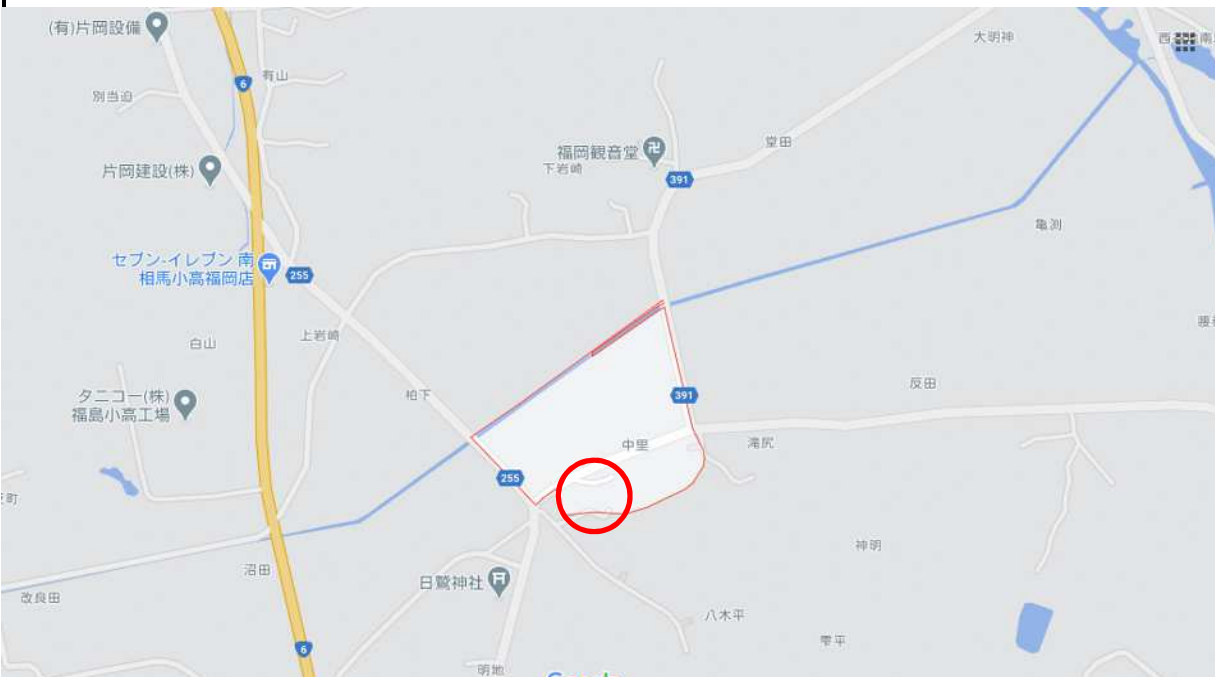 (有)片岡設備
大明神
6
有山
別当迫
堂田
福岡観音堂
下岩崎
片岡建設(株)
391
亀渕
セブン-イレブン 南
相馬小高福岡店
255
上岩崎
白山
反田
タニコー(株)
福島小高工場
柏下
391
中里
滝尻
255
神明
沼田
日鷲神社
改良田
八木平
雫平
6
明地